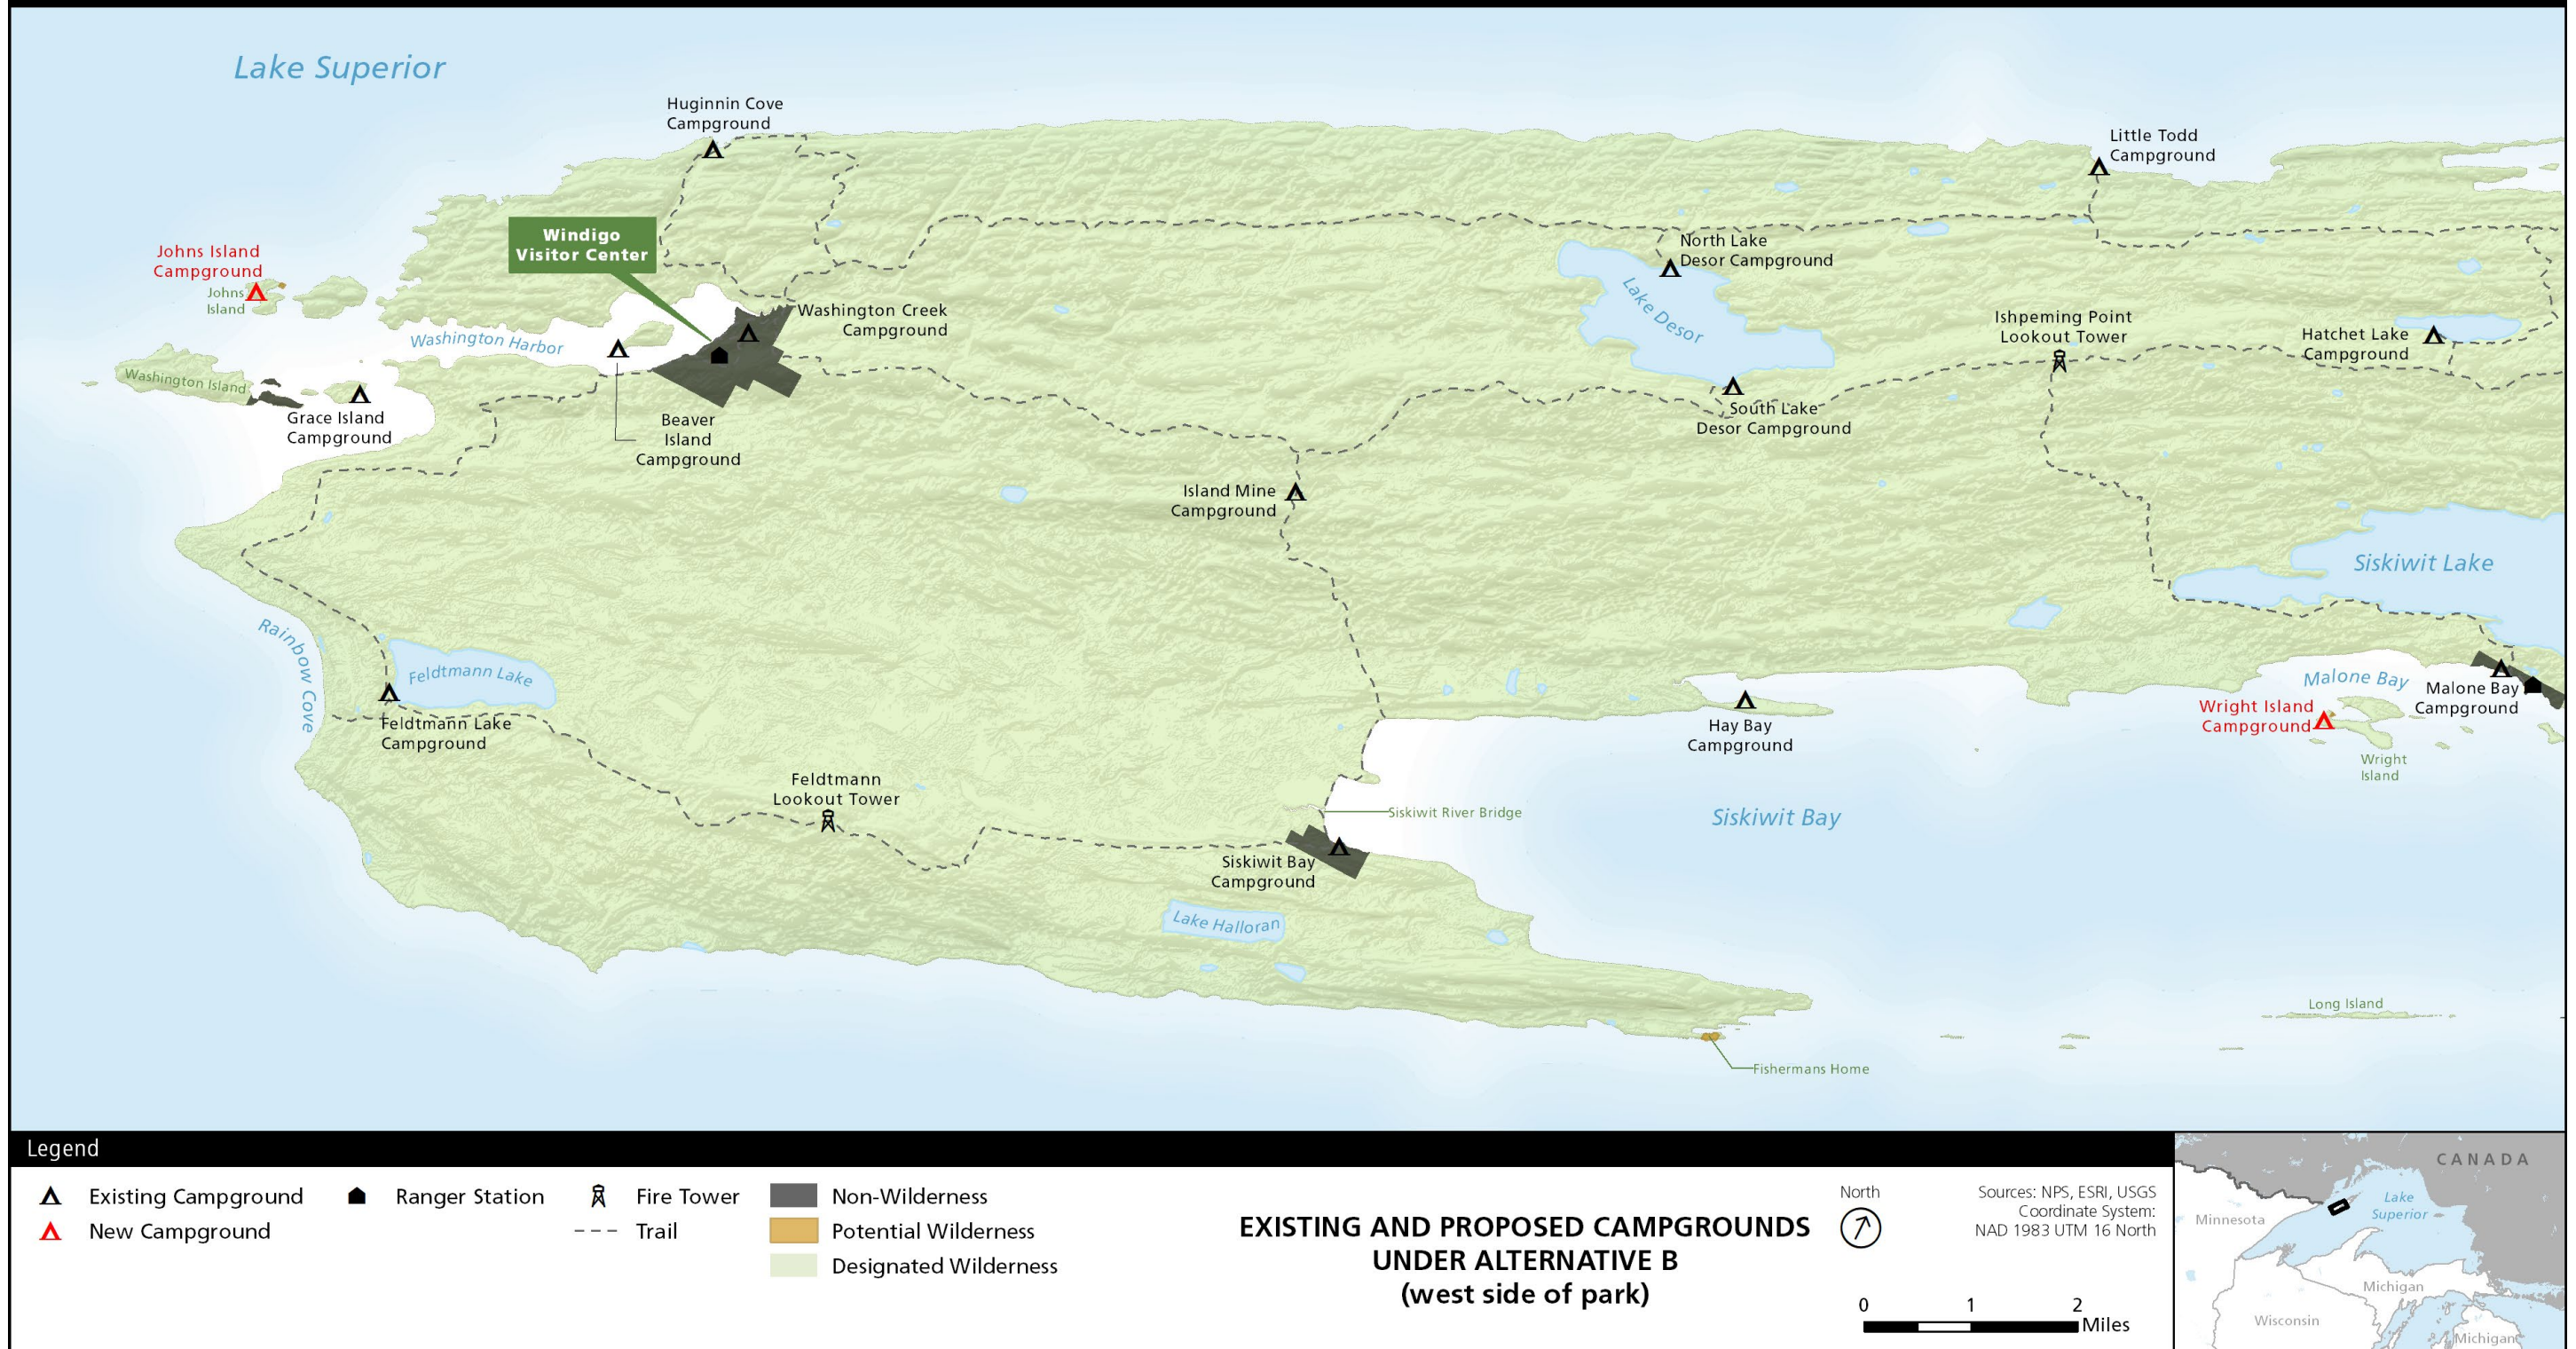 Lake Superior
Huginnin Cove
Campground
Little Todd
Campground
Windigo
Visitor Center
Johns Island
Campground
Johns
Island
North Lake
Desor Campground
Lake Desor
Washington Creek
Campground
Ishpeming Point
Lookout Tower
Hatchet Lake
Campground
Washington Harbor
Washington Island
Grace Island
Campground
Beaver
Island
Campground
South Lake
Desor Campground
Island Mine
Campground
Siskiwit Lake
Rainbow Cove
Feldtmann Lake
Feldtmann Lake
Campground
Hay Bay
Campground
Malone Bay
Malone Bay
Campground
Wright Island
Campground
Wright
Island
Feldtmann
Lookout Tower
Siskiwit River Bridge
Siskiwit Bay
Siskiwit Bay
Campground
Lake Halloran
Long Island
Fishermans Home
Legend
Existing Campground
New Campground
Ranger Station
Fire Tower
Trail
Non-Wilderness
Potential Wilderness
Designated Wilderness
EXISTING AND PROPOSED CAMPGROUNDS
UNDER ALTERNATIVE B
(west side of park)
North
Sources: NPS, ESRI, USGS
Coordinate System:
NAD 1983 UTM 16 North
0 1 2
Miles
CANADA
Lake
Superior
Minnesota
Michigan
Wisconsin
Michigan